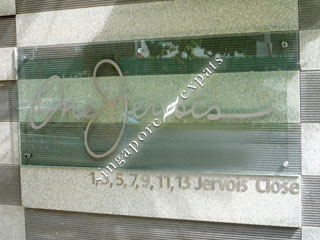 One Jervois
singapore expats
1,3,5,7,9,11,13 Jervois Close